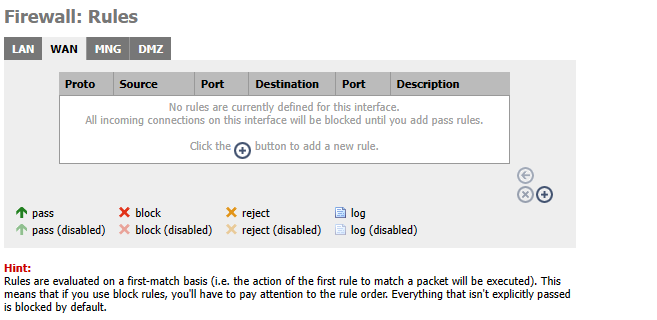 Firewall: Rules
LAN WAN MNG DMZ
Proto Source Port Destination Port Description
No rules are currently defined for this interface.
All incoming connections on this interface will be blocked until you add pass rules.
Click the button to add a new rule.
pass block reject log
pass (disabled) block (disabled) reject (disabled) log (disabled)
Hint:
Rules are evaluated on a first-match basis (i.e. the action of the first rule to match a packet will be executed). This
means that if you use block rules, you'll have to pay attention to the rule order. Everything that isn't explicitly passed
is blocked by default.